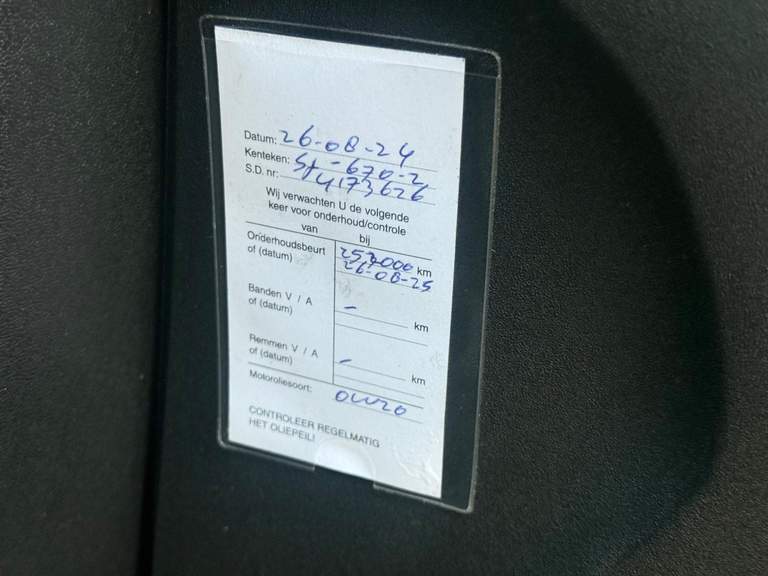 Datum: 26-08-24
Kenteken: -670-2
S.D. nr: 4173626
Wij verwachten U de volgende
keer voor onderhoud/controle
van bij
Onderhoudsbeurt km
of (datum) 26-08-25
Banden V / A - km
of (datum)
Remmen V / A - km
of (datum)
Motoroliesoort: 0W20
CONTROLEER REGELMATIG
HET OLIEPEIL!